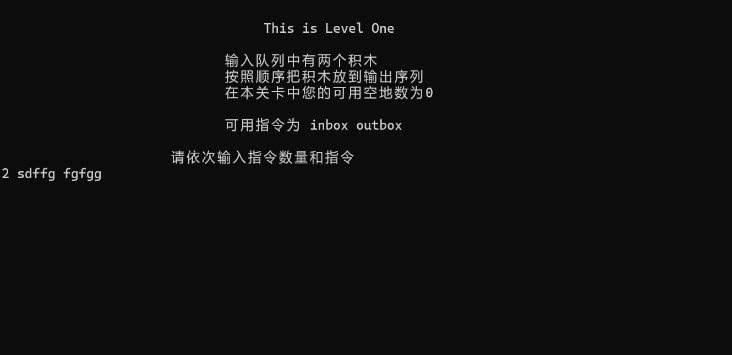 This is Level One
输入队列中有两个积木
按照顺序把积木放到输出序列
在本关卡中您的可用空地数为0
可用指令为 inbox outbox
请依次输入指令数量和指令
2 sdffg fgfgg